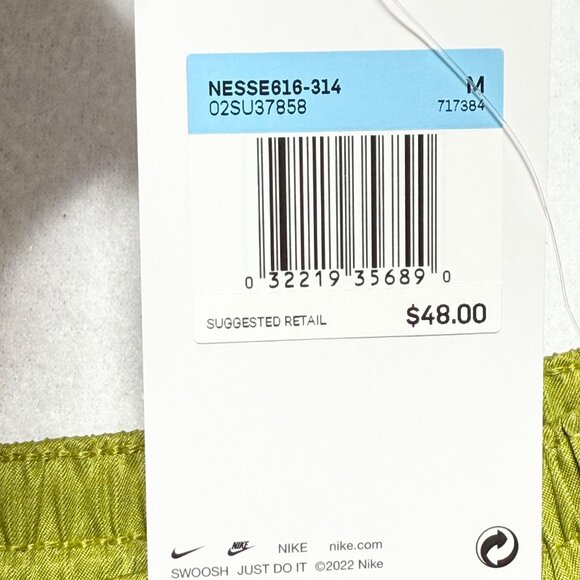 NESSE616-314 M
02SU37858 717384
0 32219 35689 0
SUGGESTED RETAIL $48.00
NIKE NIKE nike.com
SWOOSH JUST DO IT ©2022 Nike